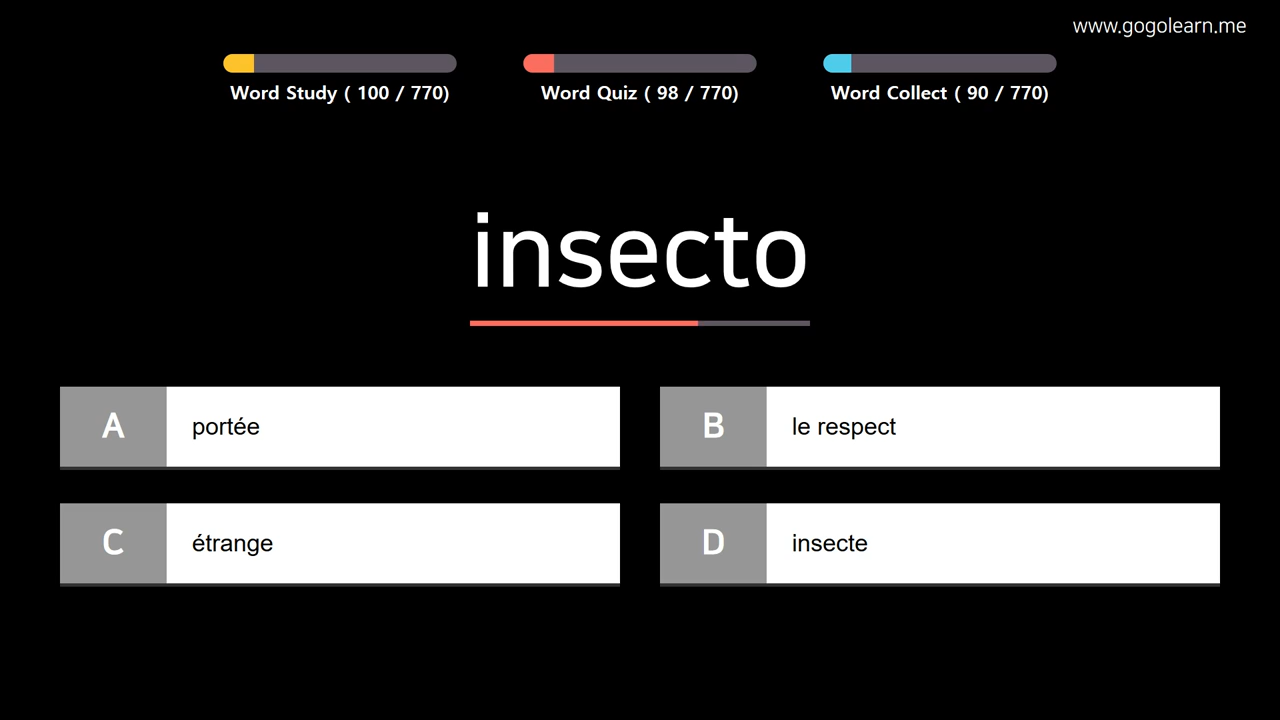 www.gogolearn.me
Word Study ( 100 / 770)
Word Quiz ( 98 / 770)
Word Collect ( 90 / 770)
insecto
A portée
B le respect
C étrange
D insecte